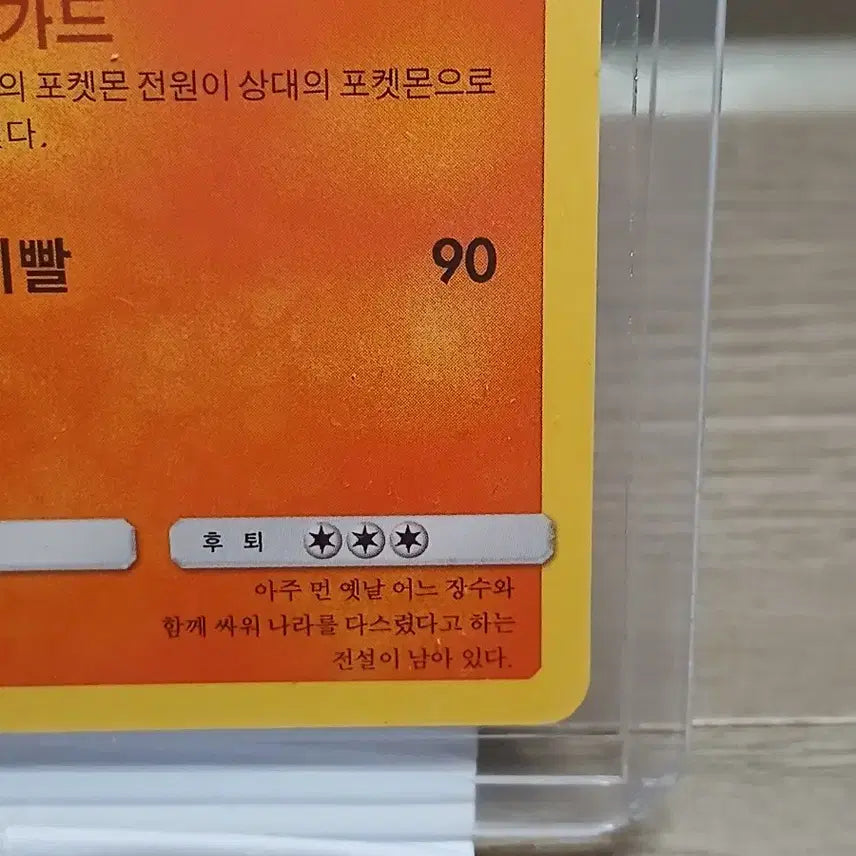 가드
의 포켓몬 전원이 상대의 포켓몬으로
다.
빨
90
후 퇴
아주 먼 옛날 어느 장수와
함께 싸워 나라를 다스렸다고 하는
전설이 남아 있다.